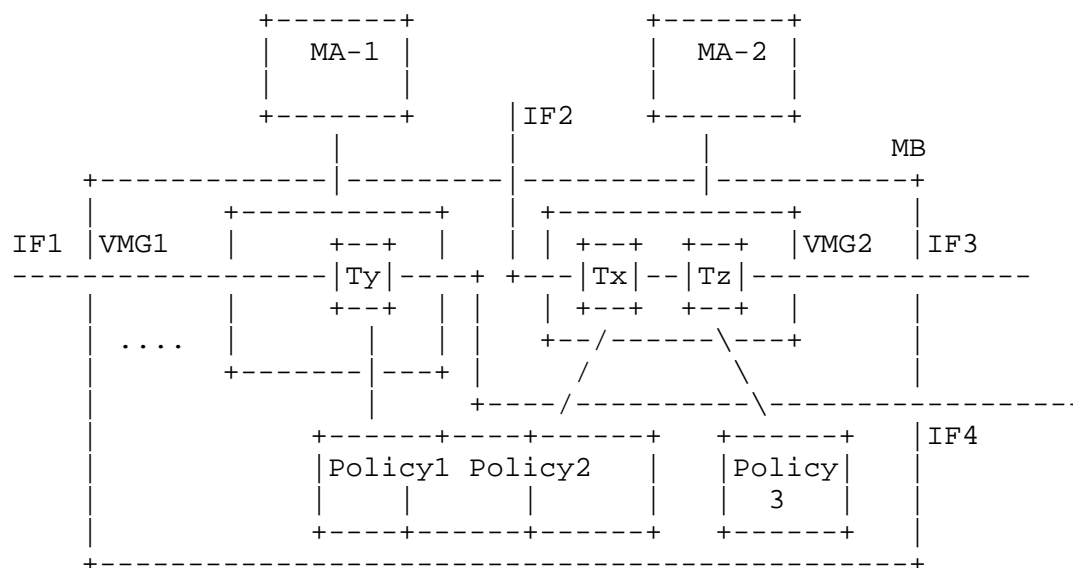 MA-1 MA-2
IF2
MB
IF1 VMG1 VMG2 IF3
Ty Tx Tz
....
IF4
Policy1 Policy2 Policy
3